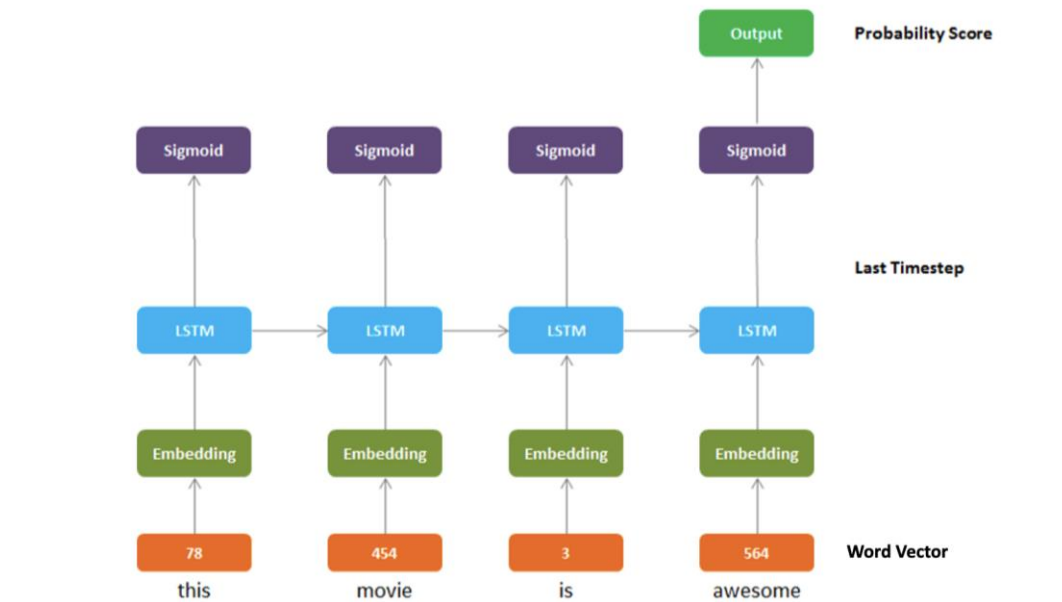 Output Probability Score
Sigmoid Sigmoid Sigmoid Sigmoid
Last Timestep
LSTM LSTM LSTM LSTM
Embedding Embedding Embedding Embedding
78 454 3 564 Word Vector
this movie is awesome